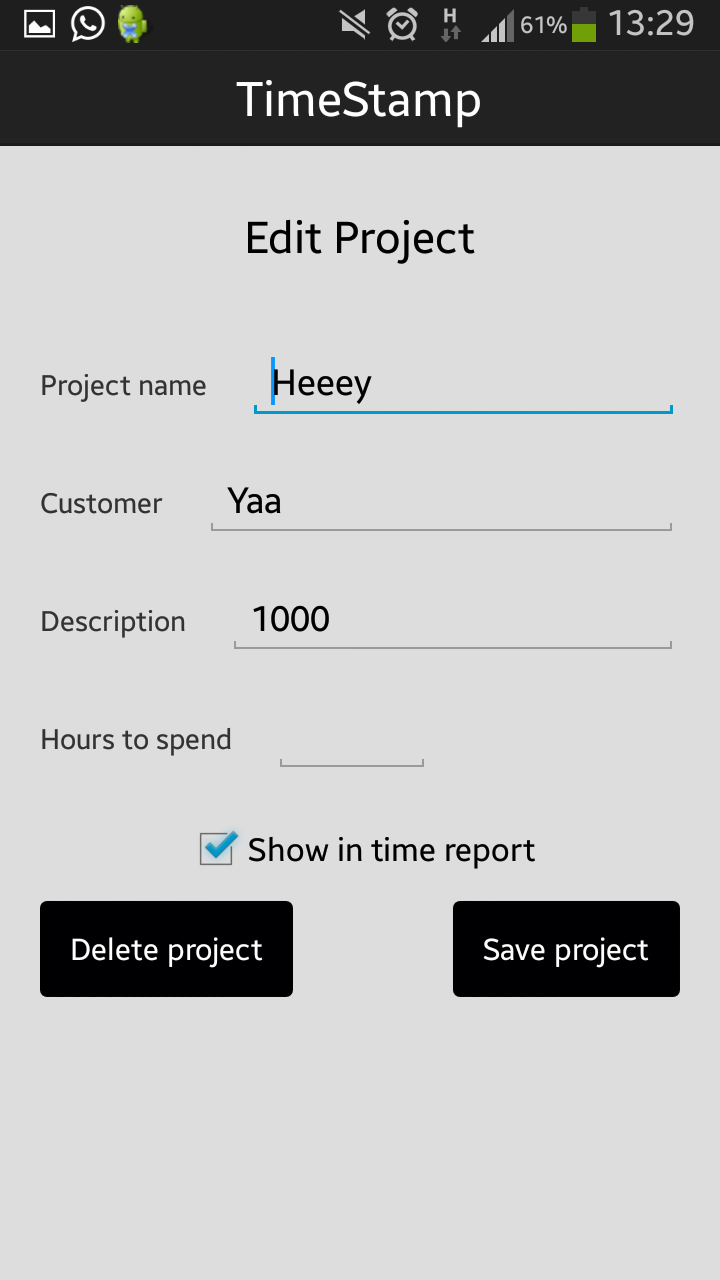 H 61% 13:29
TimeStamp
Edit Project
Project name Heeey
Customer Yaa
Description 1000
Hours to spend
Show in time report
Delete project Save project